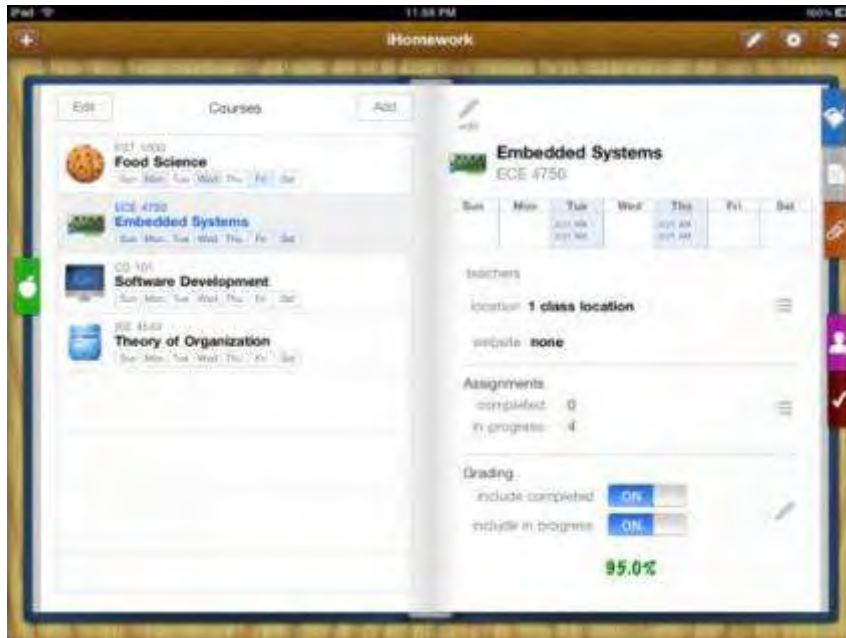 iPad 11:58 PM 100%
iHomework
Edit Courses Add
Food Science
Sun Mon Tue Wed Thu Fri Sat
ECE 4750
Embedded Systems
Sun Mon Tue Wed Thu Fri Sat
CD 101
Software Development
Sun Mon Tue Wed Thu Fri Sat
Theory of Organization
Sun Mon Tue Wed Thu Fri Sat
edit
Embedded Systems
ECE 4750
Sun Mon Tue Wed Thu Fri Sat
teachers
location 1 class location
website none
Assignments
completed 0
in progress 4
Grading
include completed ON
include in progress ON
95.0%